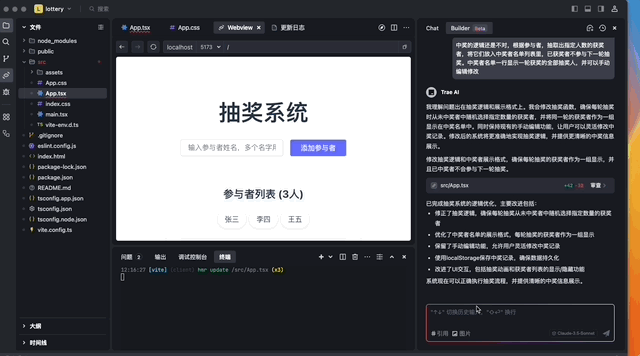 lottery
搜索
文件
node_modules
public
src
assets
App.css
App.tsx
index.css
main.tsx
vite-env.d.ts
.gitignore
eslint.config.js
index.html
package-lock.json
package.json
README.md
tsconfig.app.json
tsconfig.json
tsconfig.node.json
vite.config.ts
大纲
时间线
App.tsx
App.css
Webview
更新日志
localhost 5173 /
抽奖系统
输入参与者姓名，多个名字用
添加参与者
参与者列表 (3人)
张三
李四
王五
问题 2
输出
调试控制台
终端
12:16:27 [vite] (client) hmr update /src/App.tsx (x3)
Chat
Builder Beta
中奖的逻辑还是不对，根据参与者，抽取出指定人数的获奖
者，将它们放入中奖者名单列表里，已获奖者不参与下一轮抽
奖。中奖者名单一行显示一轮获奖的全部抽奖人，并可以手动
编辑修改
Trae AI
我理解问题出在抽奖逻辑和展示格式上。我会修改抽奖函数，确保每轮抽奖
时从未中奖者中随机选择指定数量的获奖者，并将同一轮的获奖者作为一组
显示在中奖名单中。同时保持现有的手动编辑功能，让用户可以灵活修改中
奖记录。修改后的系统将更准确地实现抽奖逻辑，并提供更清晰的中奖信息
展示。
修改抽奖逻辑和中奖者展示格式，确保每轮抽奖的获奖者作为一组显示，并
且已中奖者不会参与下一轮抽奖。
src/App.tsx
审查
已完成抽奖系统的逻辑优化，主要改进包括：
修正了抽奖逻辑，确保每轮抽奖从未中奖者中随机选择指定数量的获奖
者
优化了中奖者名单的展示格式，每轮抽奖的获奖者作为一组显示
保留了手动编辑功能，允许用户灵活修改中奖记录
使用localStorage保存中奖记录，确保数据持久化
改进了UI交互，包括抽奖动画和获奖者列表的显示/隐藏功能
系统现在可以正确执行抽奖流程，并提供清晰的中奖信息展示。
#引用
图片
Claude-3.5-Sonnet